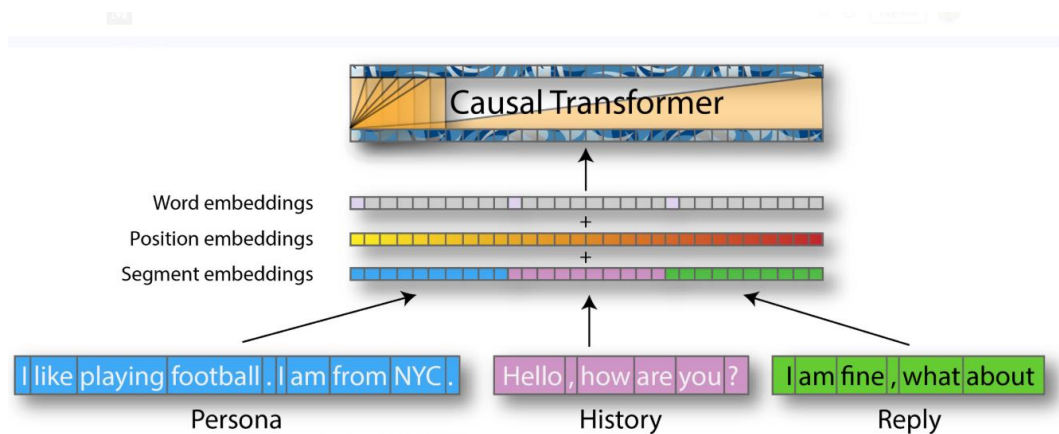 Causal Transformer
Word embeddings
+
Position embeddings
+
Segment embeddings
I like playing football . I am from NYC .
Hello , how are you ?
I am fine , what about
Persona
History
Reply